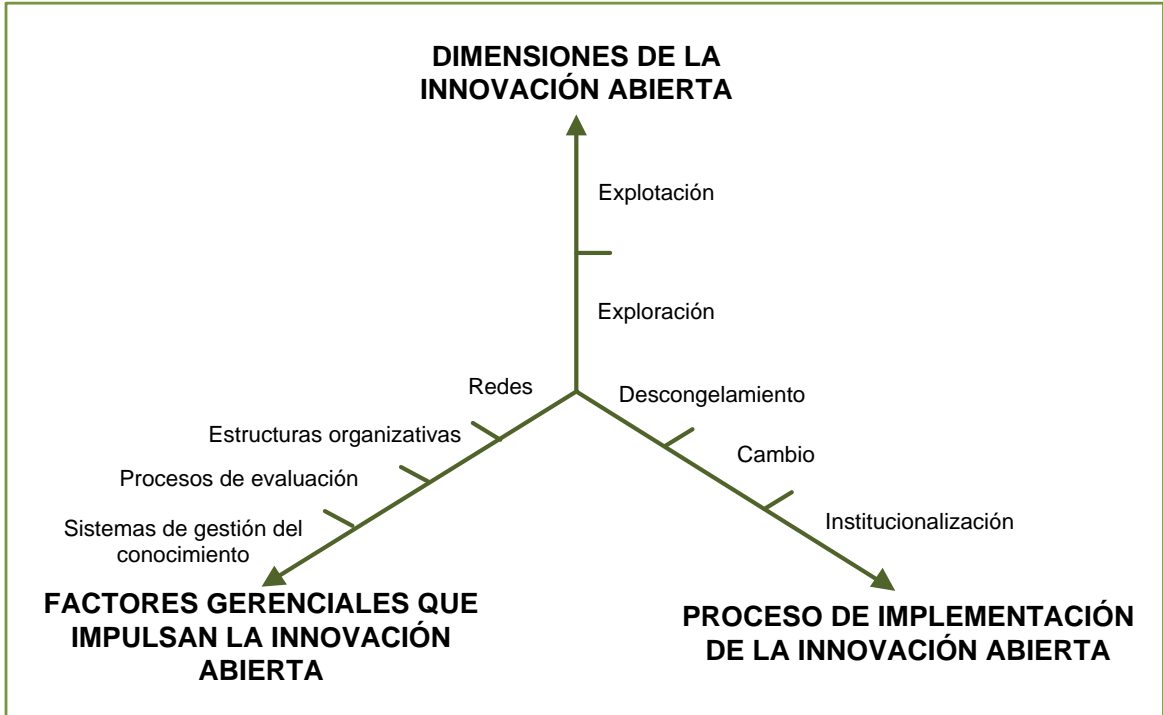 DIMENSIONES DE LA
INNOVACIÓN ABIERTA
Explotación
Exploración
Redes
Estructuras organizativas
Procesos de evaluación
Sistemas de gestión del
conocimiento
FACTORES GERENCIALES QUE
IMPULSAN LA INNOVACIÓN
ABIERTA
Descongelamiento
Cambio
Institucionalización
PROCESO DE IMPLEMENTACIÓN
DE LA INNOVACIÓN ABIERTA